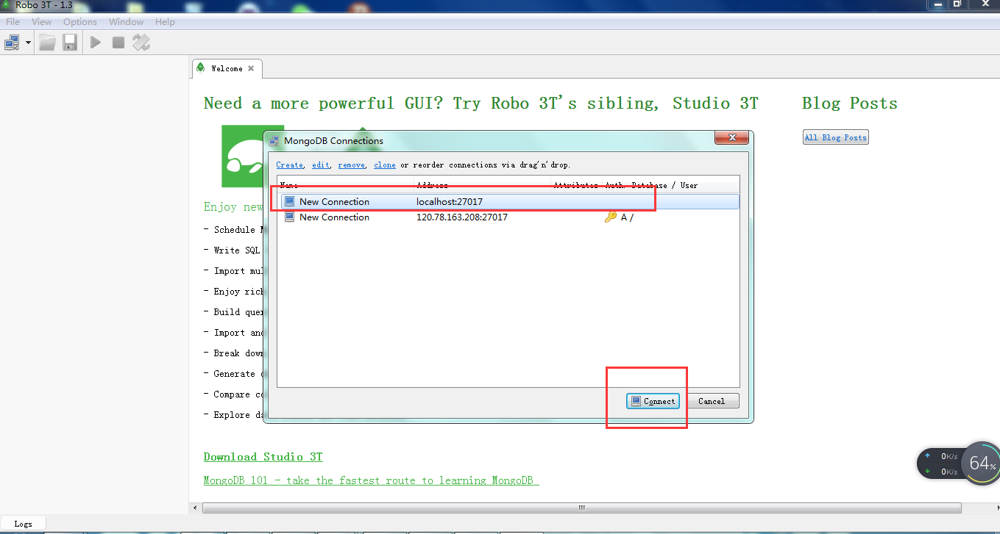 Robo 3T - 1.3
File View Options Window Help
Welcome
Need a more powerful GUI? Try Robo 3T's sibling, Studio 3T
Blog Posts
All Blog Posts
MongoDB Connections
Create, edit, remove, clone or reorder connections via drag'n'drop.
Name Address Attributes Auth. Database / User
New Connection localhost:27017
New Connection 120.78.163.208:27017 A /
Connect Cancel
Enjoy new
- Schedule M
- Write SQL
- Import mul
- Enjoy rich
- Build quer
- Import and
- Break down
- Generate c
- Compare co
- Explore da
Download Studio 3T
MongoDB 101 - take the fastest route to learning MongoDB
0K/s
0K/s
64%
Logs